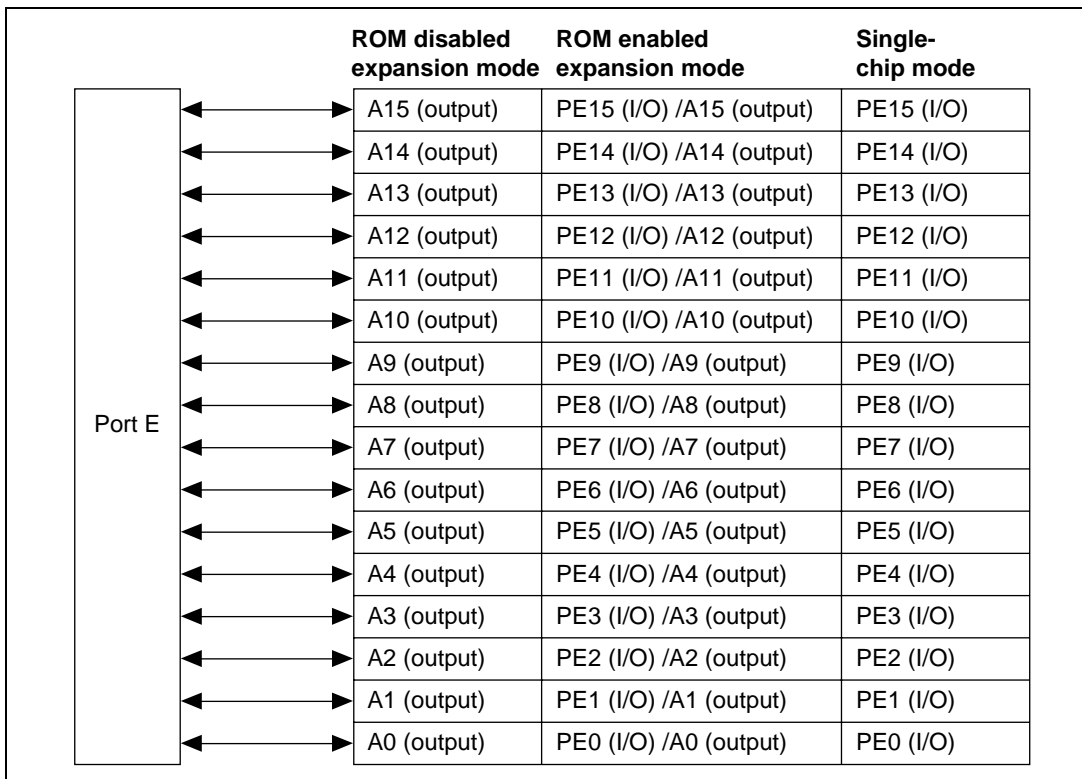 ROM disabled ROM enabled Single-
expansion mode expansion mode chip mode
A15 (output) PE15 (I/O) /A15 (output) PE15 (I/O)
A14 (output) PE14 (I/O) /A14 (output) PE14 (I/O)
A13 (output) PE13 (I/O) /A13 (output) PE13 (I/O)
A12 (output) PE12 (I/O) /A12 (output) PE12 (I/O)
A11 (output) PE11 (I/O) /A11 (output) PE11 (I/O)
A10 (output) PE10 (I/O) /A10 (output) PE10 (I/O)
A9 (output) PE9 (I/O) /A9 (output) PE9 (I/O)
A8 (output) PE8 (I/O) /A8 (output) PE8 (I/O)
Port E
A7 (output) PE7 (I/O) /A7 (output) PE7 (I/O)
A6 (output) PE6 (I/O) /A6 (output) PE6 (I/O)
A5 (output) PE5 (I/O) /A5 (output) PE5 (I/O)
A4 (output) PE4 (I/O) /A4 (output) PE4 (I/O)
A3 (output) PE3 (I/O) /A3 (output) PE3 (I/O)
A2 (output) PE2 (I/O) /A2 (output) PE2 (I/O)
A1 (output) PE1 (I/O) /A1 (output) PE1 (I/O)
A0 (output) PE0 (I/O) /A0 (output) PE0 (I/O)